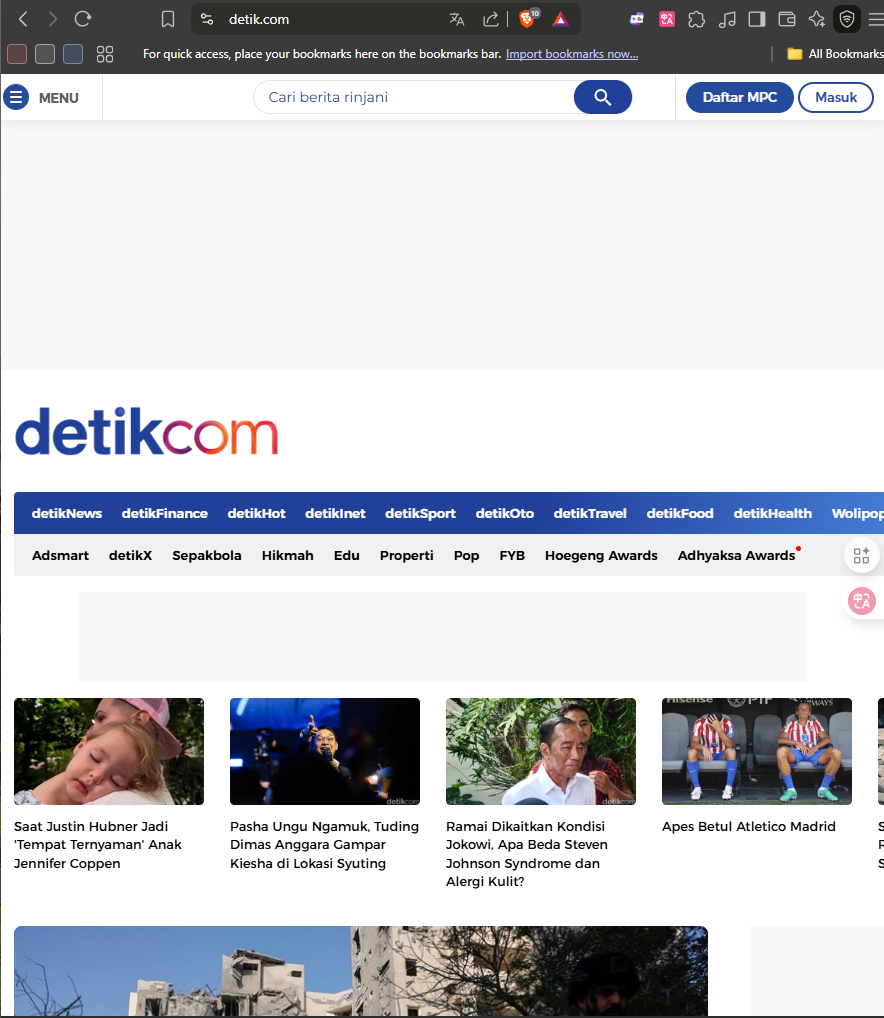 detik.com
10
For quick access, place your bookmarks here on the bookmarks bar. Import bookmarks now...
All Bookmarks
MENU
Cari berita rinjani
Daftar MPC
Masuk
detikcom
detikNews detikFinance detikHot detikInet detikSport detikOto detikTravel detikFood detikHealth Wolipop
Adsmart detikX Sepakbola Hikmah Edu Properti Pop FYB Hoegeng Awards Adhyaksa Awards
Hisense
detikcom
detikcom
Saat Justin Hubner Jadi
'Tempat Ternyaman' Anak
Jennifer Coppen
Pasha Ungu Ngamuk, Tuding
Dimas Anggara Gampar
Kiesha di Lokasi Syuting
Ramai Dikaitkan Kondisi
Jokowi, Apa Beda Steven
Johnson Syndrome dan
Alergi Kulit?
Apes Betul Atletico Madrid